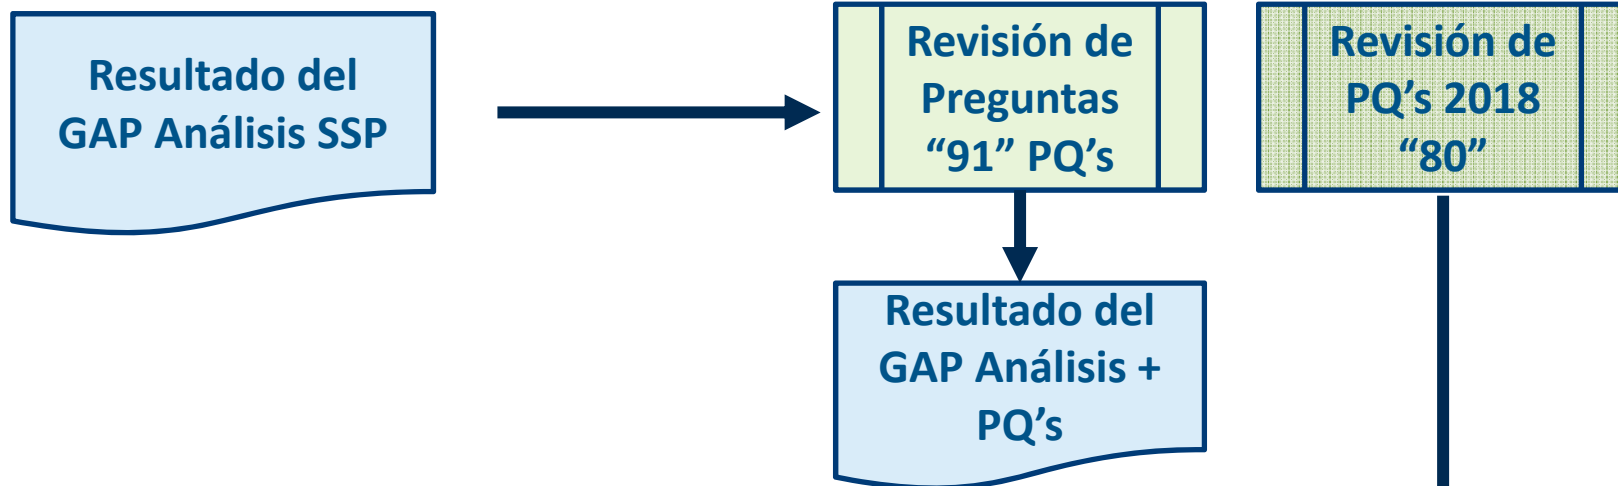 Resultado del
GAP Análisis SSP
Revisión de
Preguntas
“91” PQ’s
Revisión de
PQ’s 2018
“80”
Resultado del
GAP Análisis +
PQ’s